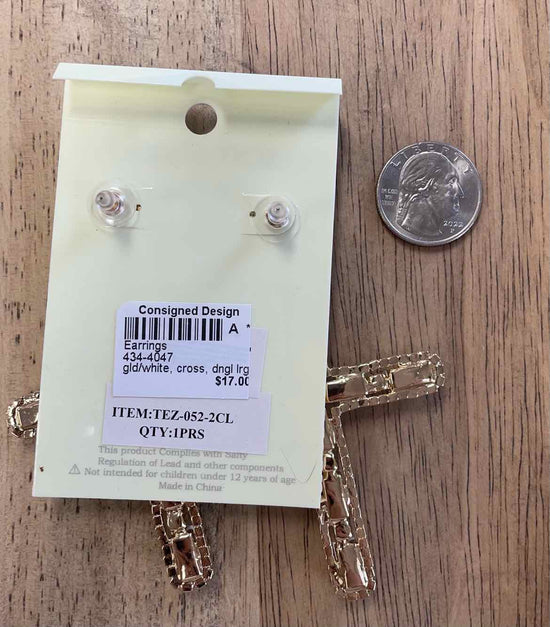 Consigned Design
A *
Earrings
434-4047
gld/white, cross, dngl lrg
$17.00
ITEM:TEZ-052-2CL
QTY:1PRS
This product Complies with Safty
Regulation of Lead and other components
⚠ Not intended for children under 12 years of age
Made in China
LIBERTY
2022